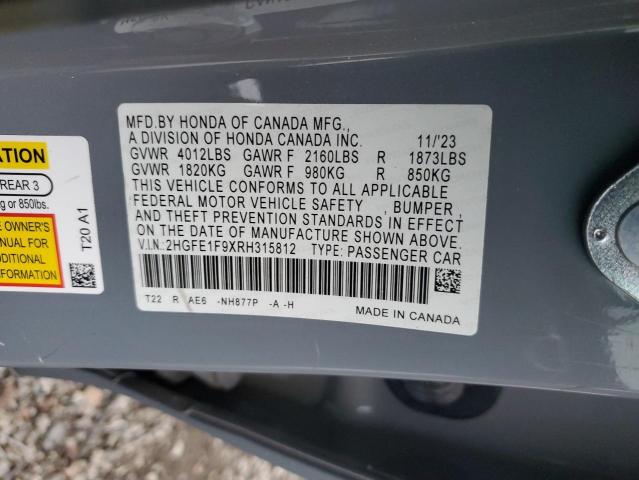 MFD.BY HONDA OF CANADA MFG.,
A DIVISION OF HONDA CANADA INC. 11/'23
GVWR 4012LBS GAWR F 2160LBS R 1873LBS
GVWR 1820KG GAWR F 980KG R 850KG
THIS VEHICLE CONFORMS TO ALL APPLICABLE
FEDERAL MOTOR VEHICLE SAFETY, BUMPER,
AND THEFT PREVENTION STANDARDS IN EFFECT
ON THE DATE OF MANUFACTURE SHOWN ABOVE.
V.I.N.: 2HGFE1F9XRH315812 TYPE: PASSENGER CAR
T22 R AE6 -NH877P -A -H
MADE IN CANADA
ATION
REAR 3
g or 850lbs.
E OWNER'S
UAL FOR
DITIONAL
FORMATION
T20 A1